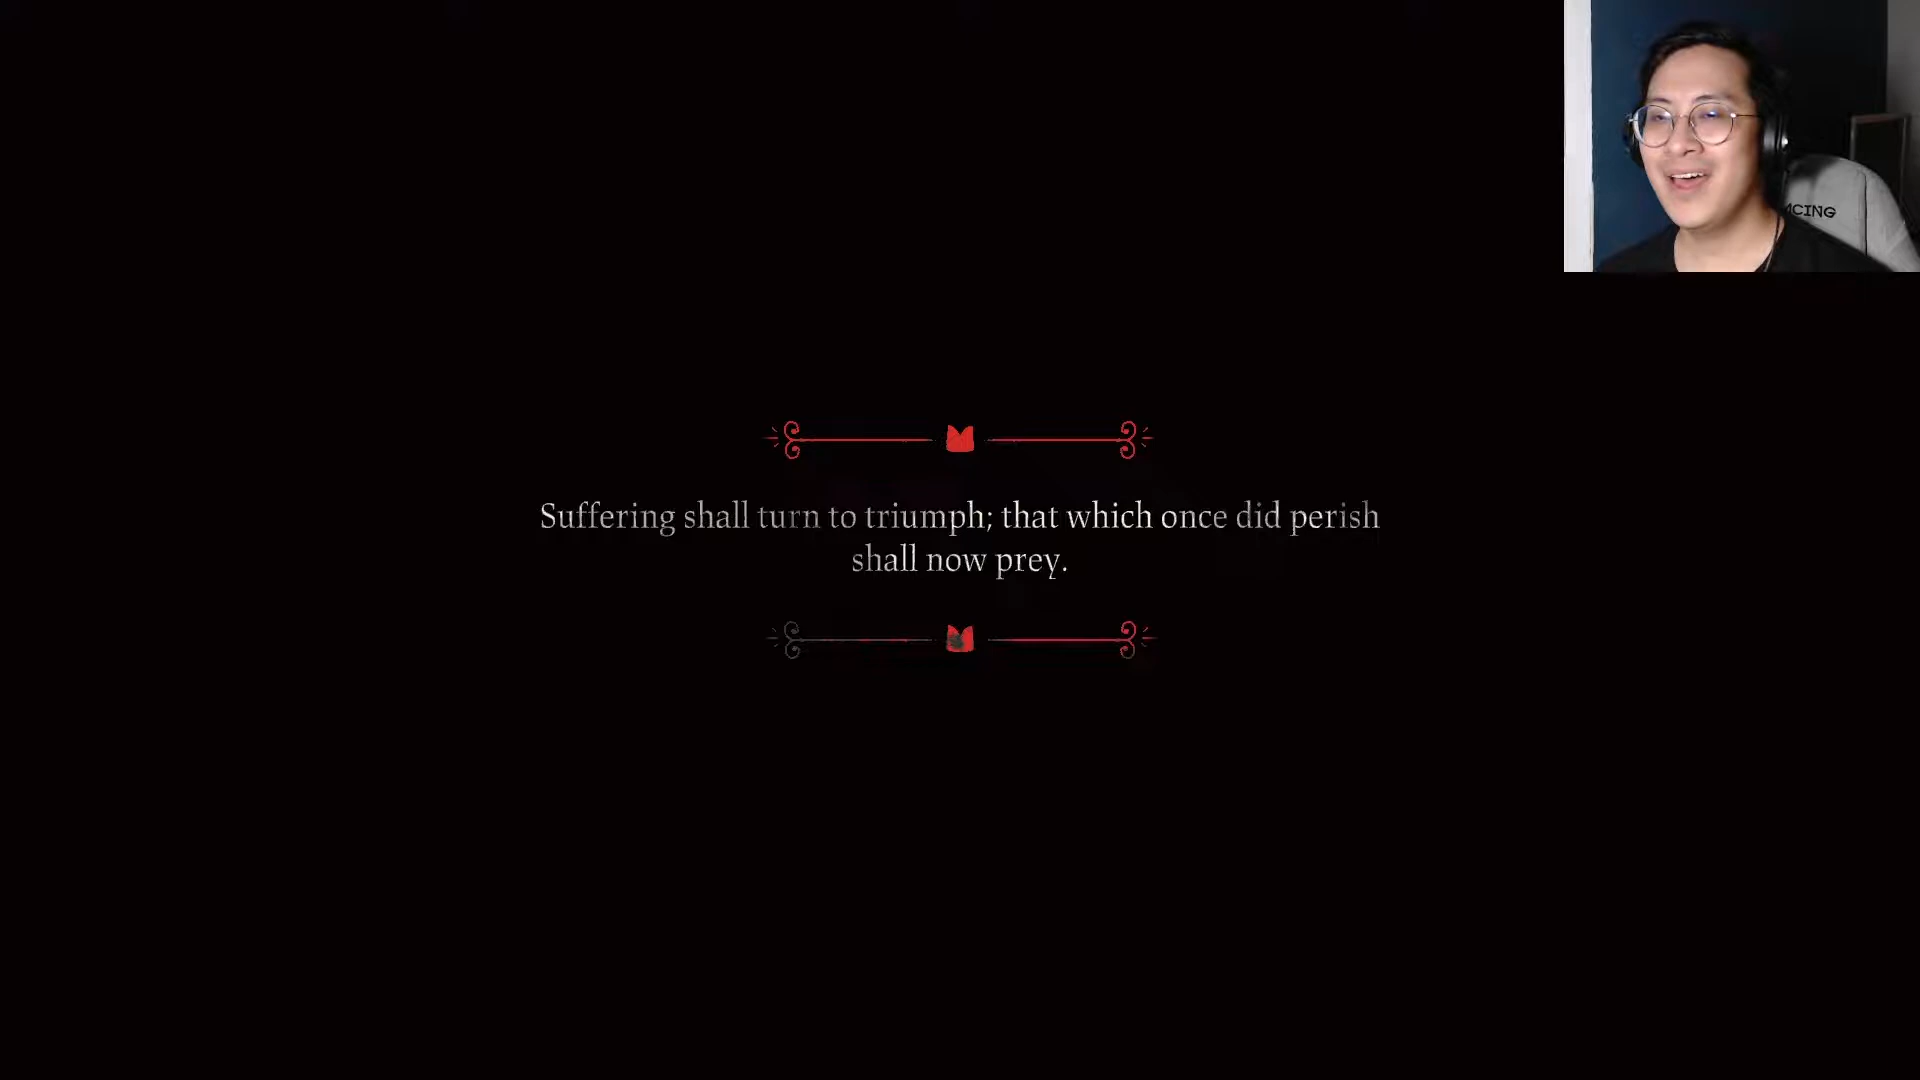 CING
Suffering shall turn to triumph; that which once did perish
shall now prey.